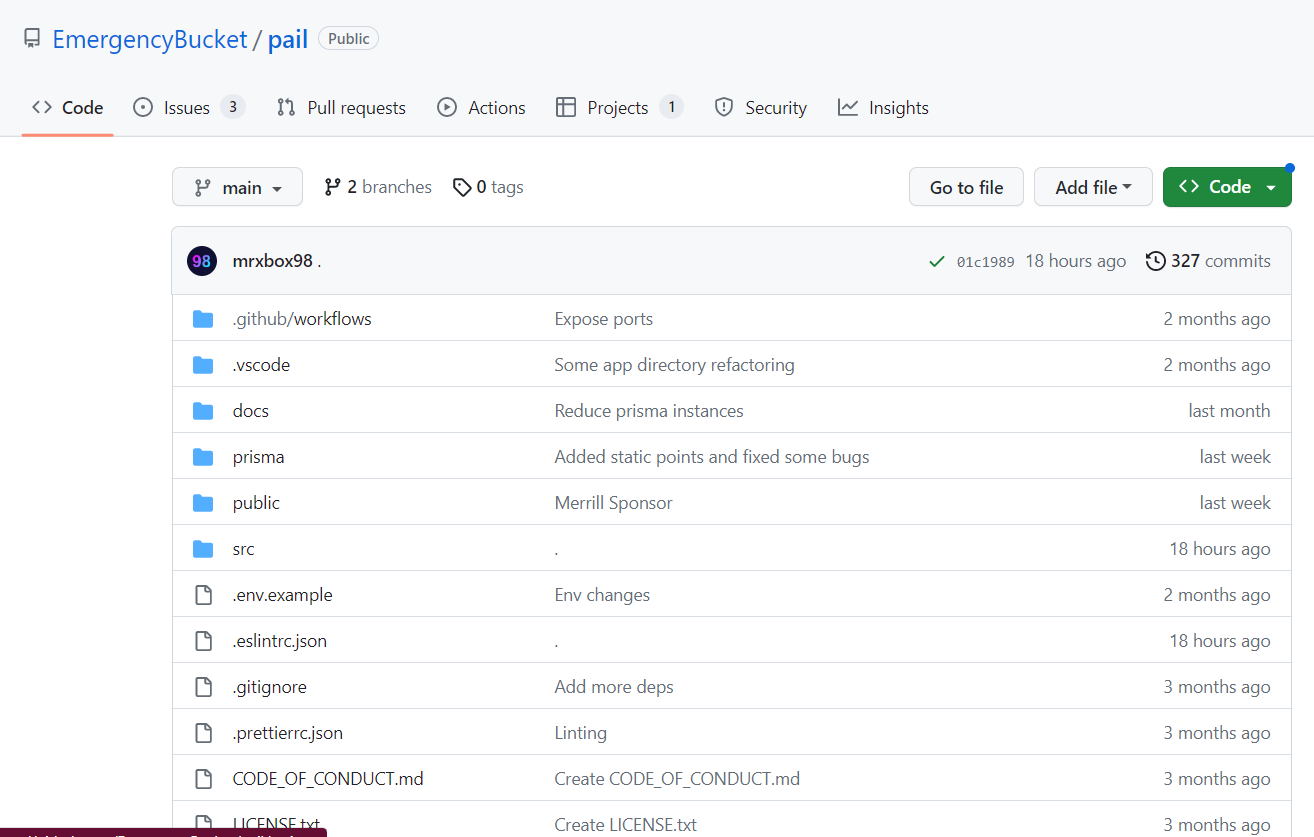 EmergencyBucket / pail Public
Code Issues 3 Pull requests Actions Projects 1 Security Insights
main 2 branches 0 tags Go to file Add file Code
98 mrxbox98 . 01c1989 18 hours ago 327 commits
.github/workflows Expose ports 2 months ago
.vscode Some app directory refactoring 2 months ago
docs Reduce prisma instances last month
prisma Added static points and fixed some bugs last week
public Merrill Sponsor last week
src . 18 hours ago
.env.example Env changes 2 months ago
.eslintrc.json . 18 hours ago
.gitignore Add more deps 3 months ago
.prettierrc.json Linting 3 months ago
CODE_OF_CONDUCT.md Create CODE_OF_CONDUCT.md 3 months ago
LICENSE.txt Create LICENSE.txt 3 months ago